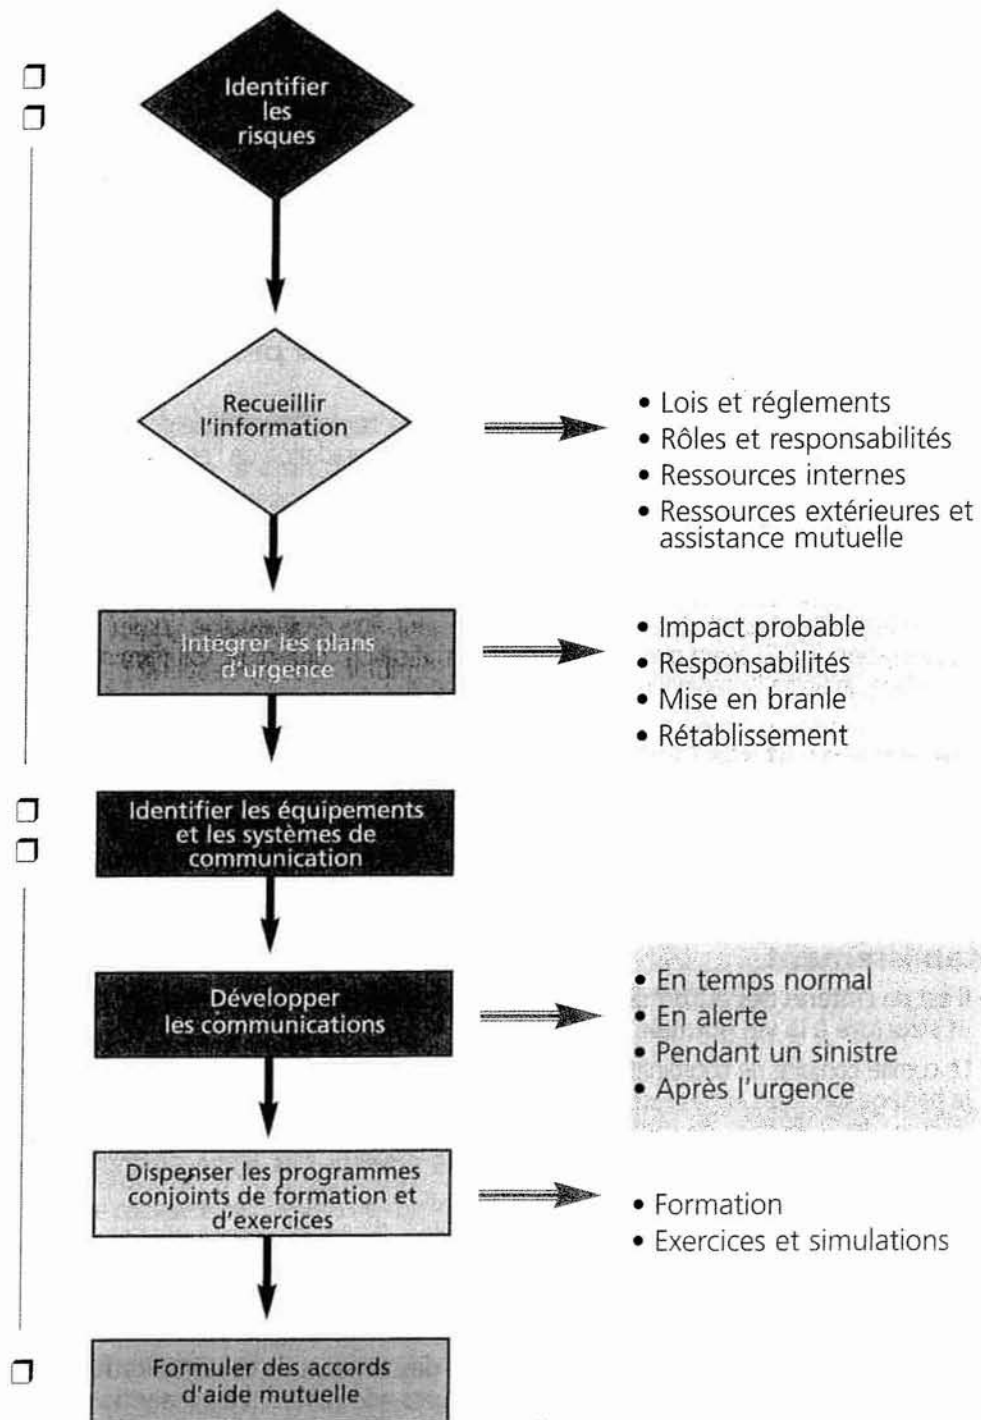 Identifier
les
risques
Recueillir
l'information
• Lois et réglements
• Rôles et responsabilités
• Ressources internes
• Ressources extérieures et
assistance mutuelle
Intégrer les plans
d'urgence
• Impact probable
• Responsabilités
• Mise en branle
• Rétablissement
Identifier les équipements
et les systèmes de
communication
Développer
les communications
• En temps normal
• En alerte
• Pendant un sinistre
• Après l'urgence
Dispenser les programmes
conjoints de formation et
d'exercices
• Formation
• Exercices et simulations
Formuler des accords
d'aide mutuelle